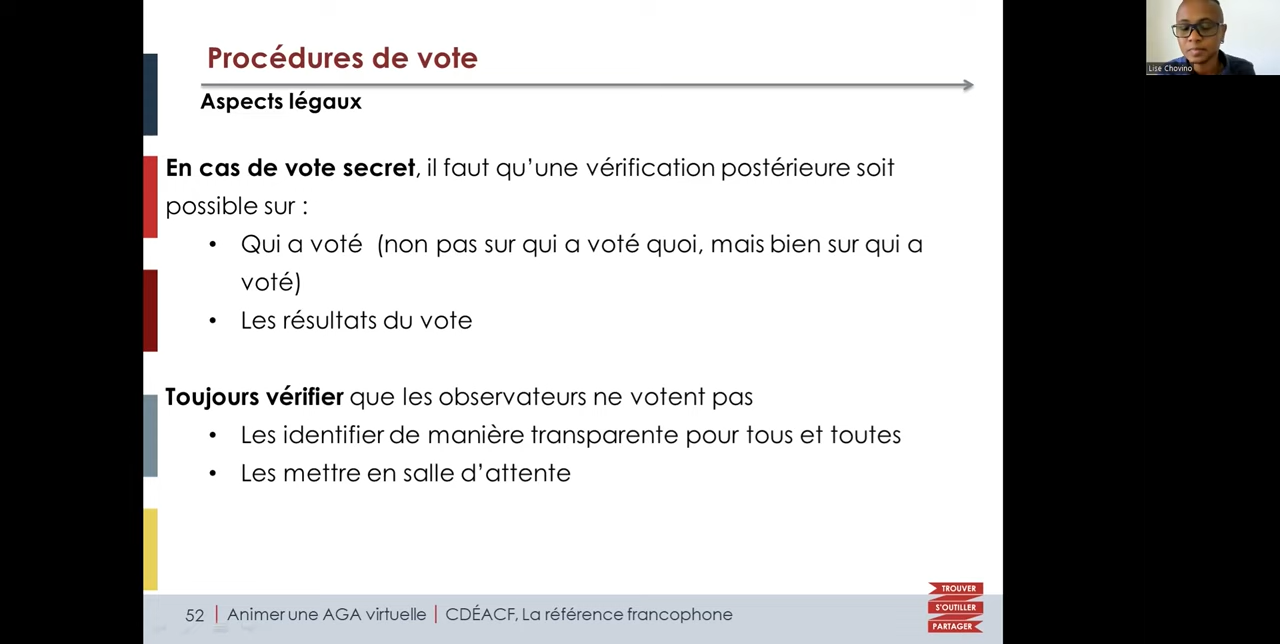 Procédures de vote
Aspects légaux
En cas de vote secret, il faut qu’une vérification postérieure soit
possible sur :
• Qui a voté (non pas sur qui a voté quoi, mais bien sur qui a
voté)
• Les résultats du vote
Toujours vérifier que les observateurs ne votent pas
• Les identifier de manière transparente pour tous et toutes
• Les mettre en salle d’attente
52 | Animer une AGA virtuelle | CDÉACF, La référence francophone
TROUVER
S'OUTILLER
PARTAGER
Lise Chovino